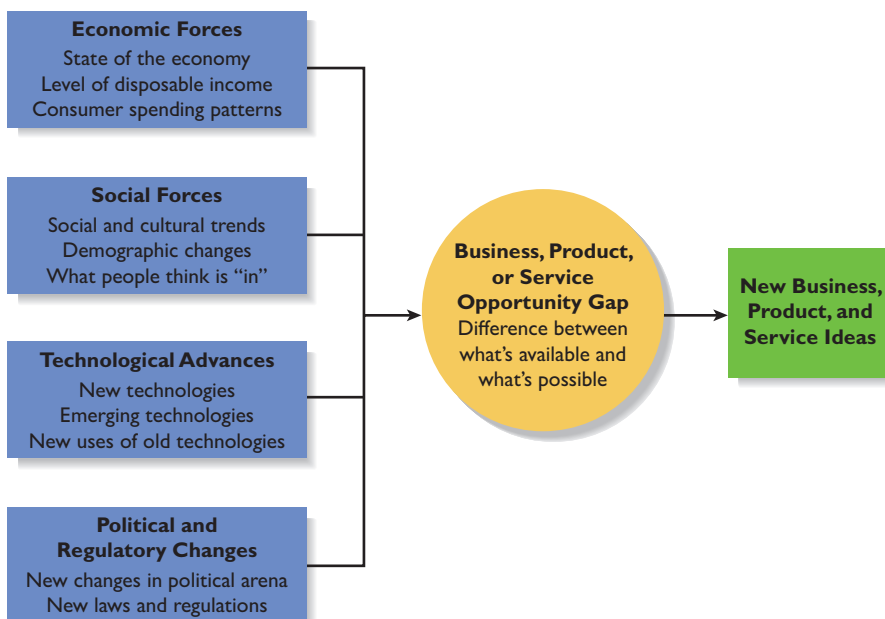 Economic Forces
State of the economy
Level of disposable income
Consumer spending patterns
Social Forces
Social and cultural trends
Demographic changes
What people think is “in”
Technological Advances
New technologies
Emerging technologies
New uses of old technologies
Political and
Regulatory Changes
New changes in political arena
New laws and regulations
Business, Product,
or Service
Opportunity Gap
Difference between
what’s available and
what’s possible
New Business,
Product, and
Service Ideas